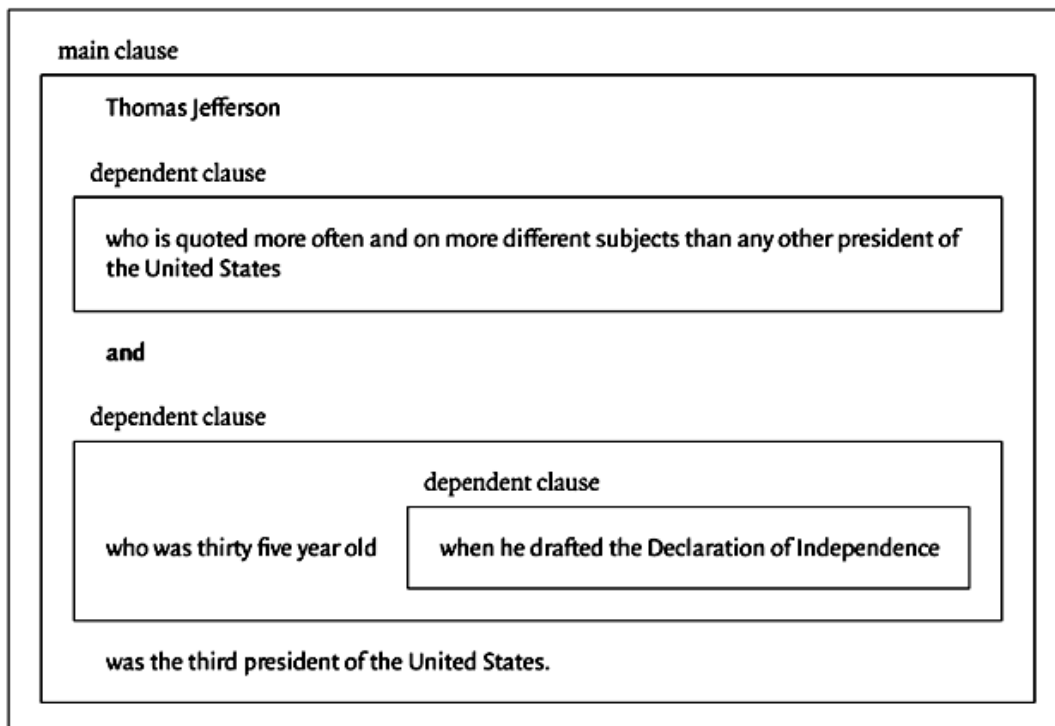 main clause
Thomas Jefferson
dependent clause
who is quoted more often and on more different subjects than any other president of
the United States
and
dependent clause
dependent clause
who was thirty five year old when he drafted the Declaration of Independence
was the third president of the United States.